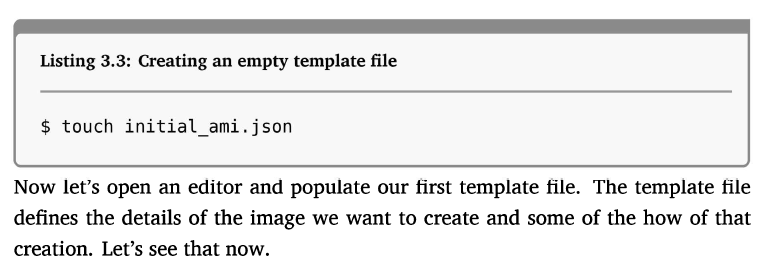 Listing 3.3: Creating an empty template file
$ touch initial_ami.json
Now let’s open an editor and populate our first template file. The template file
defines the details of the image we want to create and some of the how of that
creation. Let’s see that now.